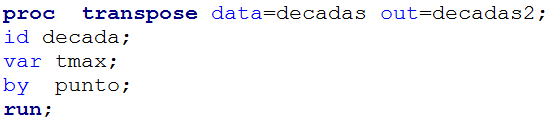 proc  transpose data=decadas out=decadas2;
id decada;
var tmax;
by  punto;
run;